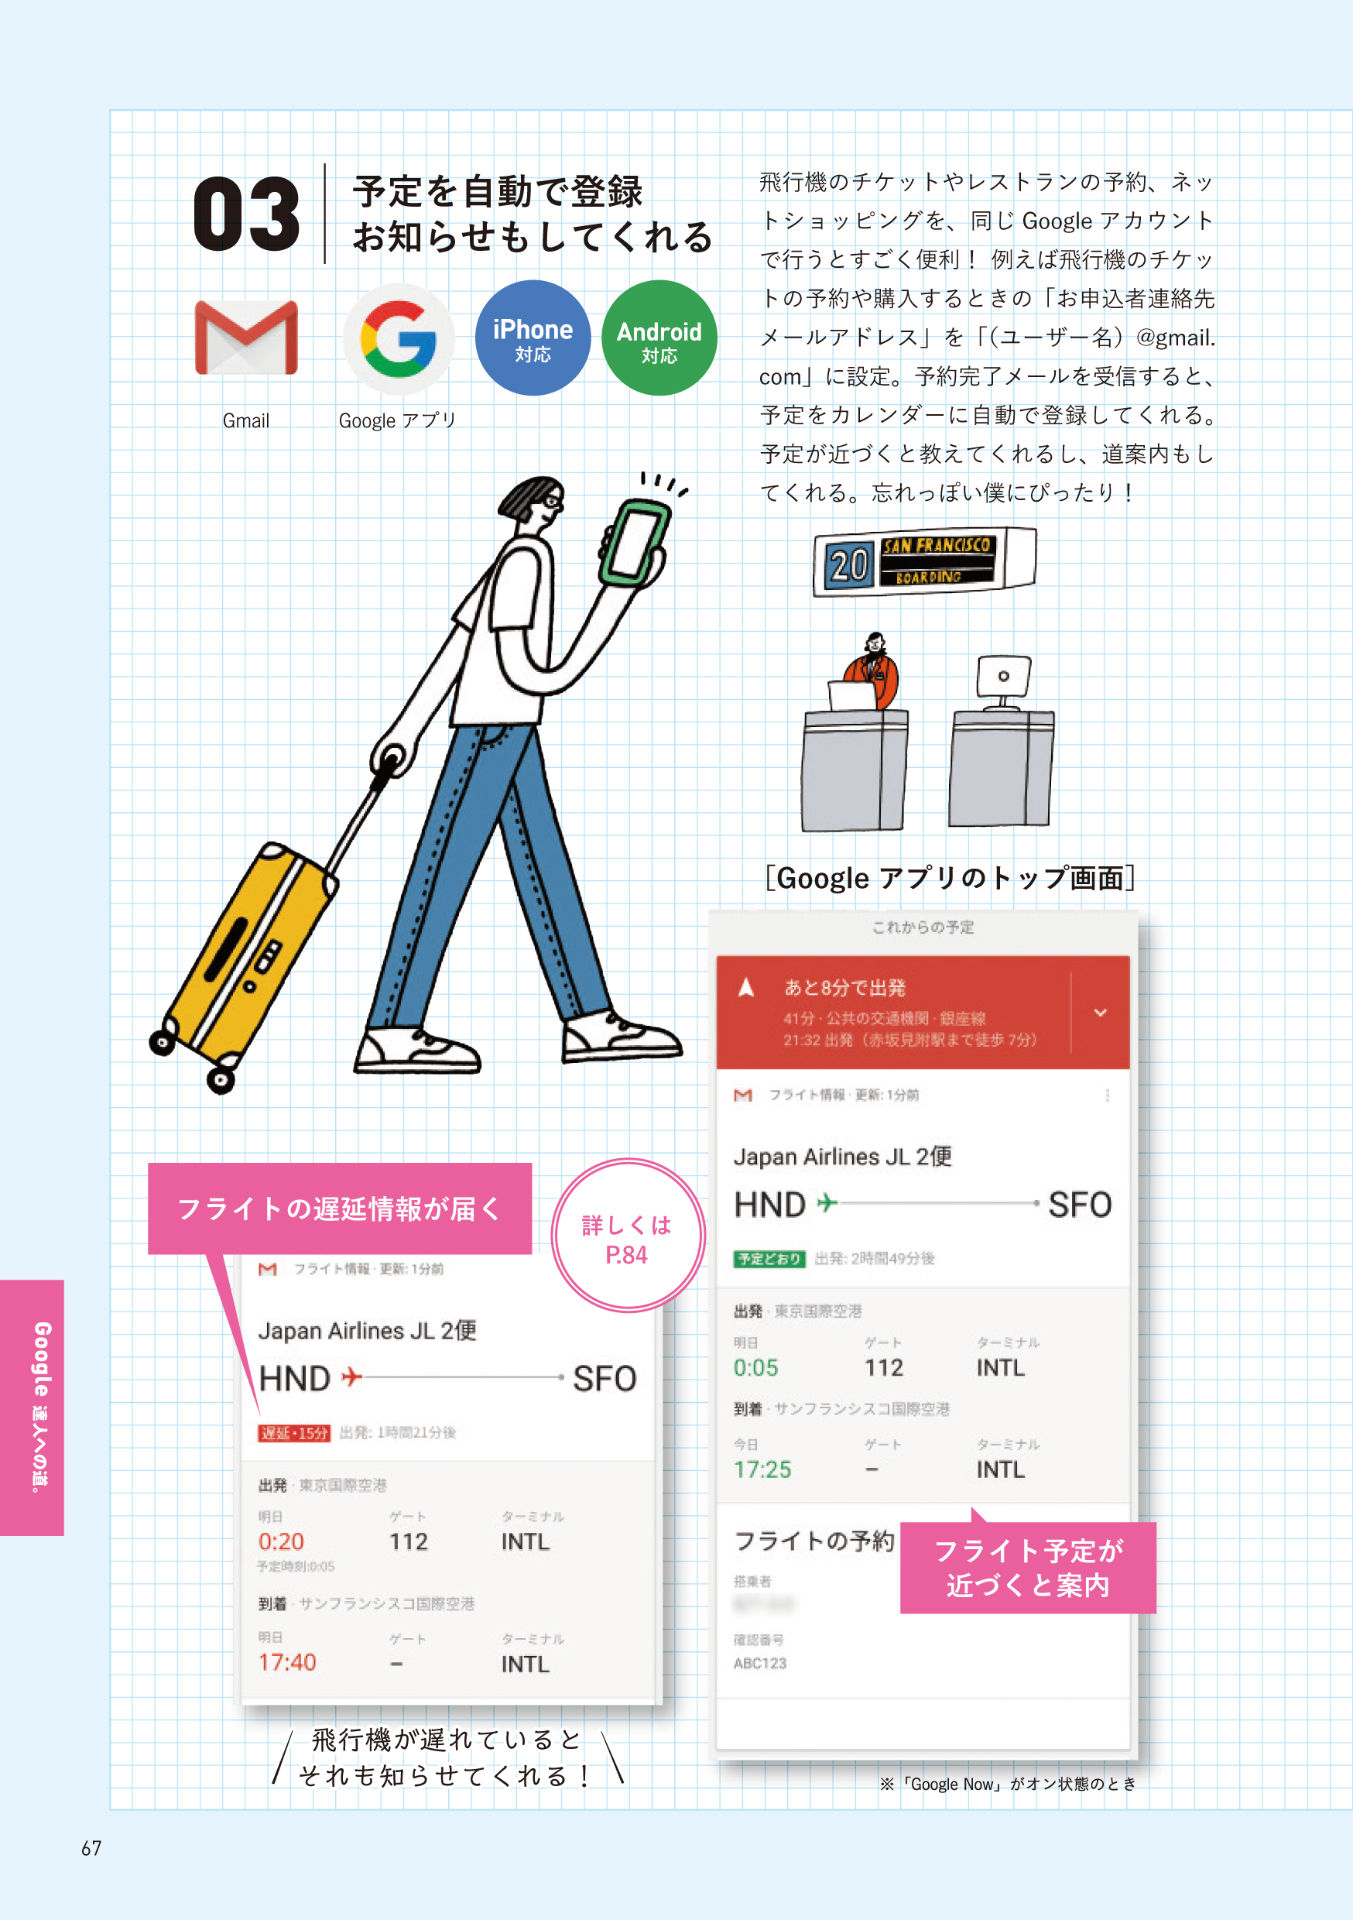 03
予定を自動で登録
お知らせもしてくれる
Gmail
Google アプリ
iPhone
対応
Android
対応
飛行機のチケットやレストランの予約、ネッ
トショッピングを、同じ Google アカウント
で行うとすごく便利！ 例えば飛行機のチケッ
トの予約や購入するときの「お申込者連絡先
メールアドレス」を「（ユーザー名）@gmail.
com」に設定。予約完了メールを受信すると、
予定をカレンダーに自動で登録してくれる。
予定が近づくと教えてくれるし、道案内もし
てくれる。忘れっぽい僕にぴったり！
20
SAN FRANCISCO
BOARDING
[Google アプリのトップ画面]
これからの予定
あと8分で出発
41分・公共の交通機関・銀座線
21:32 出発（赤坂見附駅まで徒歩 7分）
フライト情報・更新: 1分前
Japan Airlines JL 2便
HND SFO
予定どおり 出発: 2時間49分後
出発・東京国際空港
明日 ゲート ターミナル
0:05 112 INTL
到着・サンフランシスコ国際空港
今日 ゲート ターミナル
17:25 – INTL
フライトの予約
搭乗者
確認番号
ABC123
フライト予定が
近づくと案内
※「Google Now」がオン状態のとき
フライトの遅延情報が届く
詳しくは
P.84
フライト情報・更新: 1分前
Japan Airlines JL 2便
HND SFO
遅延・15分 出発: 1時間21分後
出発・東京国際空港
明日 ゲート ターミナル
0:20 112 INTL
予定時刻:0:05
到着・サンフランシスコ国際空港
明日 ゲート ターミナル
17:40 – INTL
飛行機が遅れていると
それも知らせてくれる！
Google 達人への道。
67